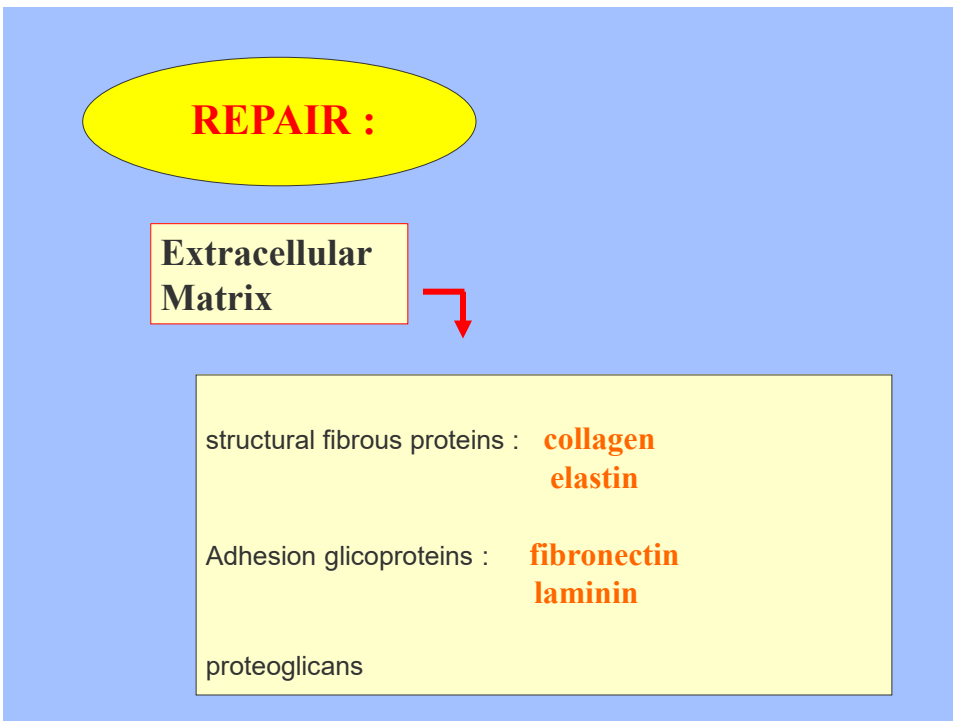 REPAIR :
Extracellular
Matrix
structural fibrous proteins : collagen
elastin
Adhesion glicoproteins : fibronectin
laminin
proteoglicans